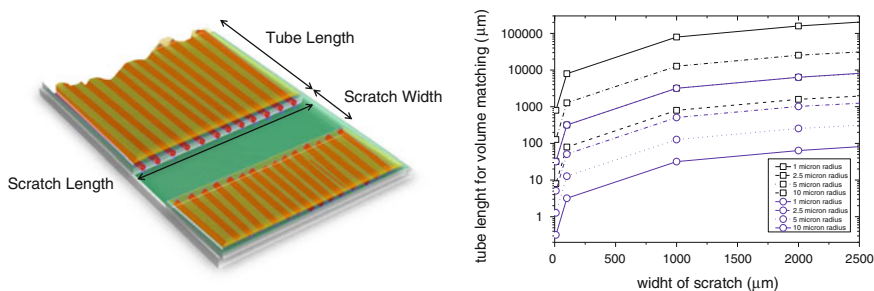 Tube Length
Scratch Width
Scratch Length
tube lenght for volume matching (μm)
100000
10000
1000
100
10
1
0
500
1000
1500
2000
2500
widht of scratch (μm)
1 micron radius
2.5 micron radius
5 micron radius
10 micron radius
1 micron radius
2.5 micron radius
5 micron radius
10 micron radius